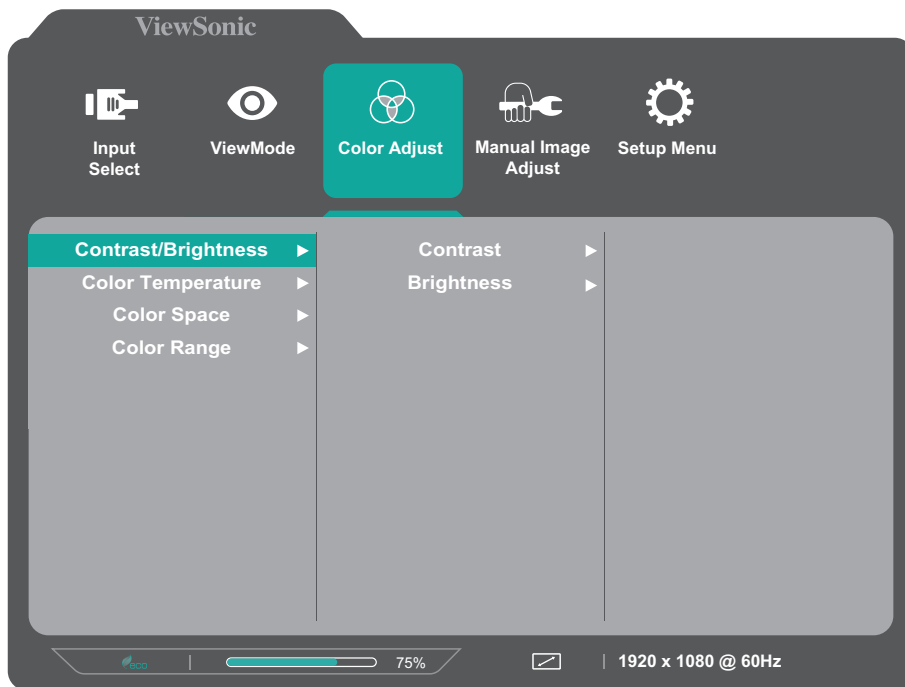 ViewSonic
Input
Select
ViewMode
Color Adjust
Manual Image
Adjust
Setup Menu
Contrast/Brightness
Color Temperature
Color Space
Color Range
Contrast
Brightness
eco
75%
1920 x 1080 @ 60Hz